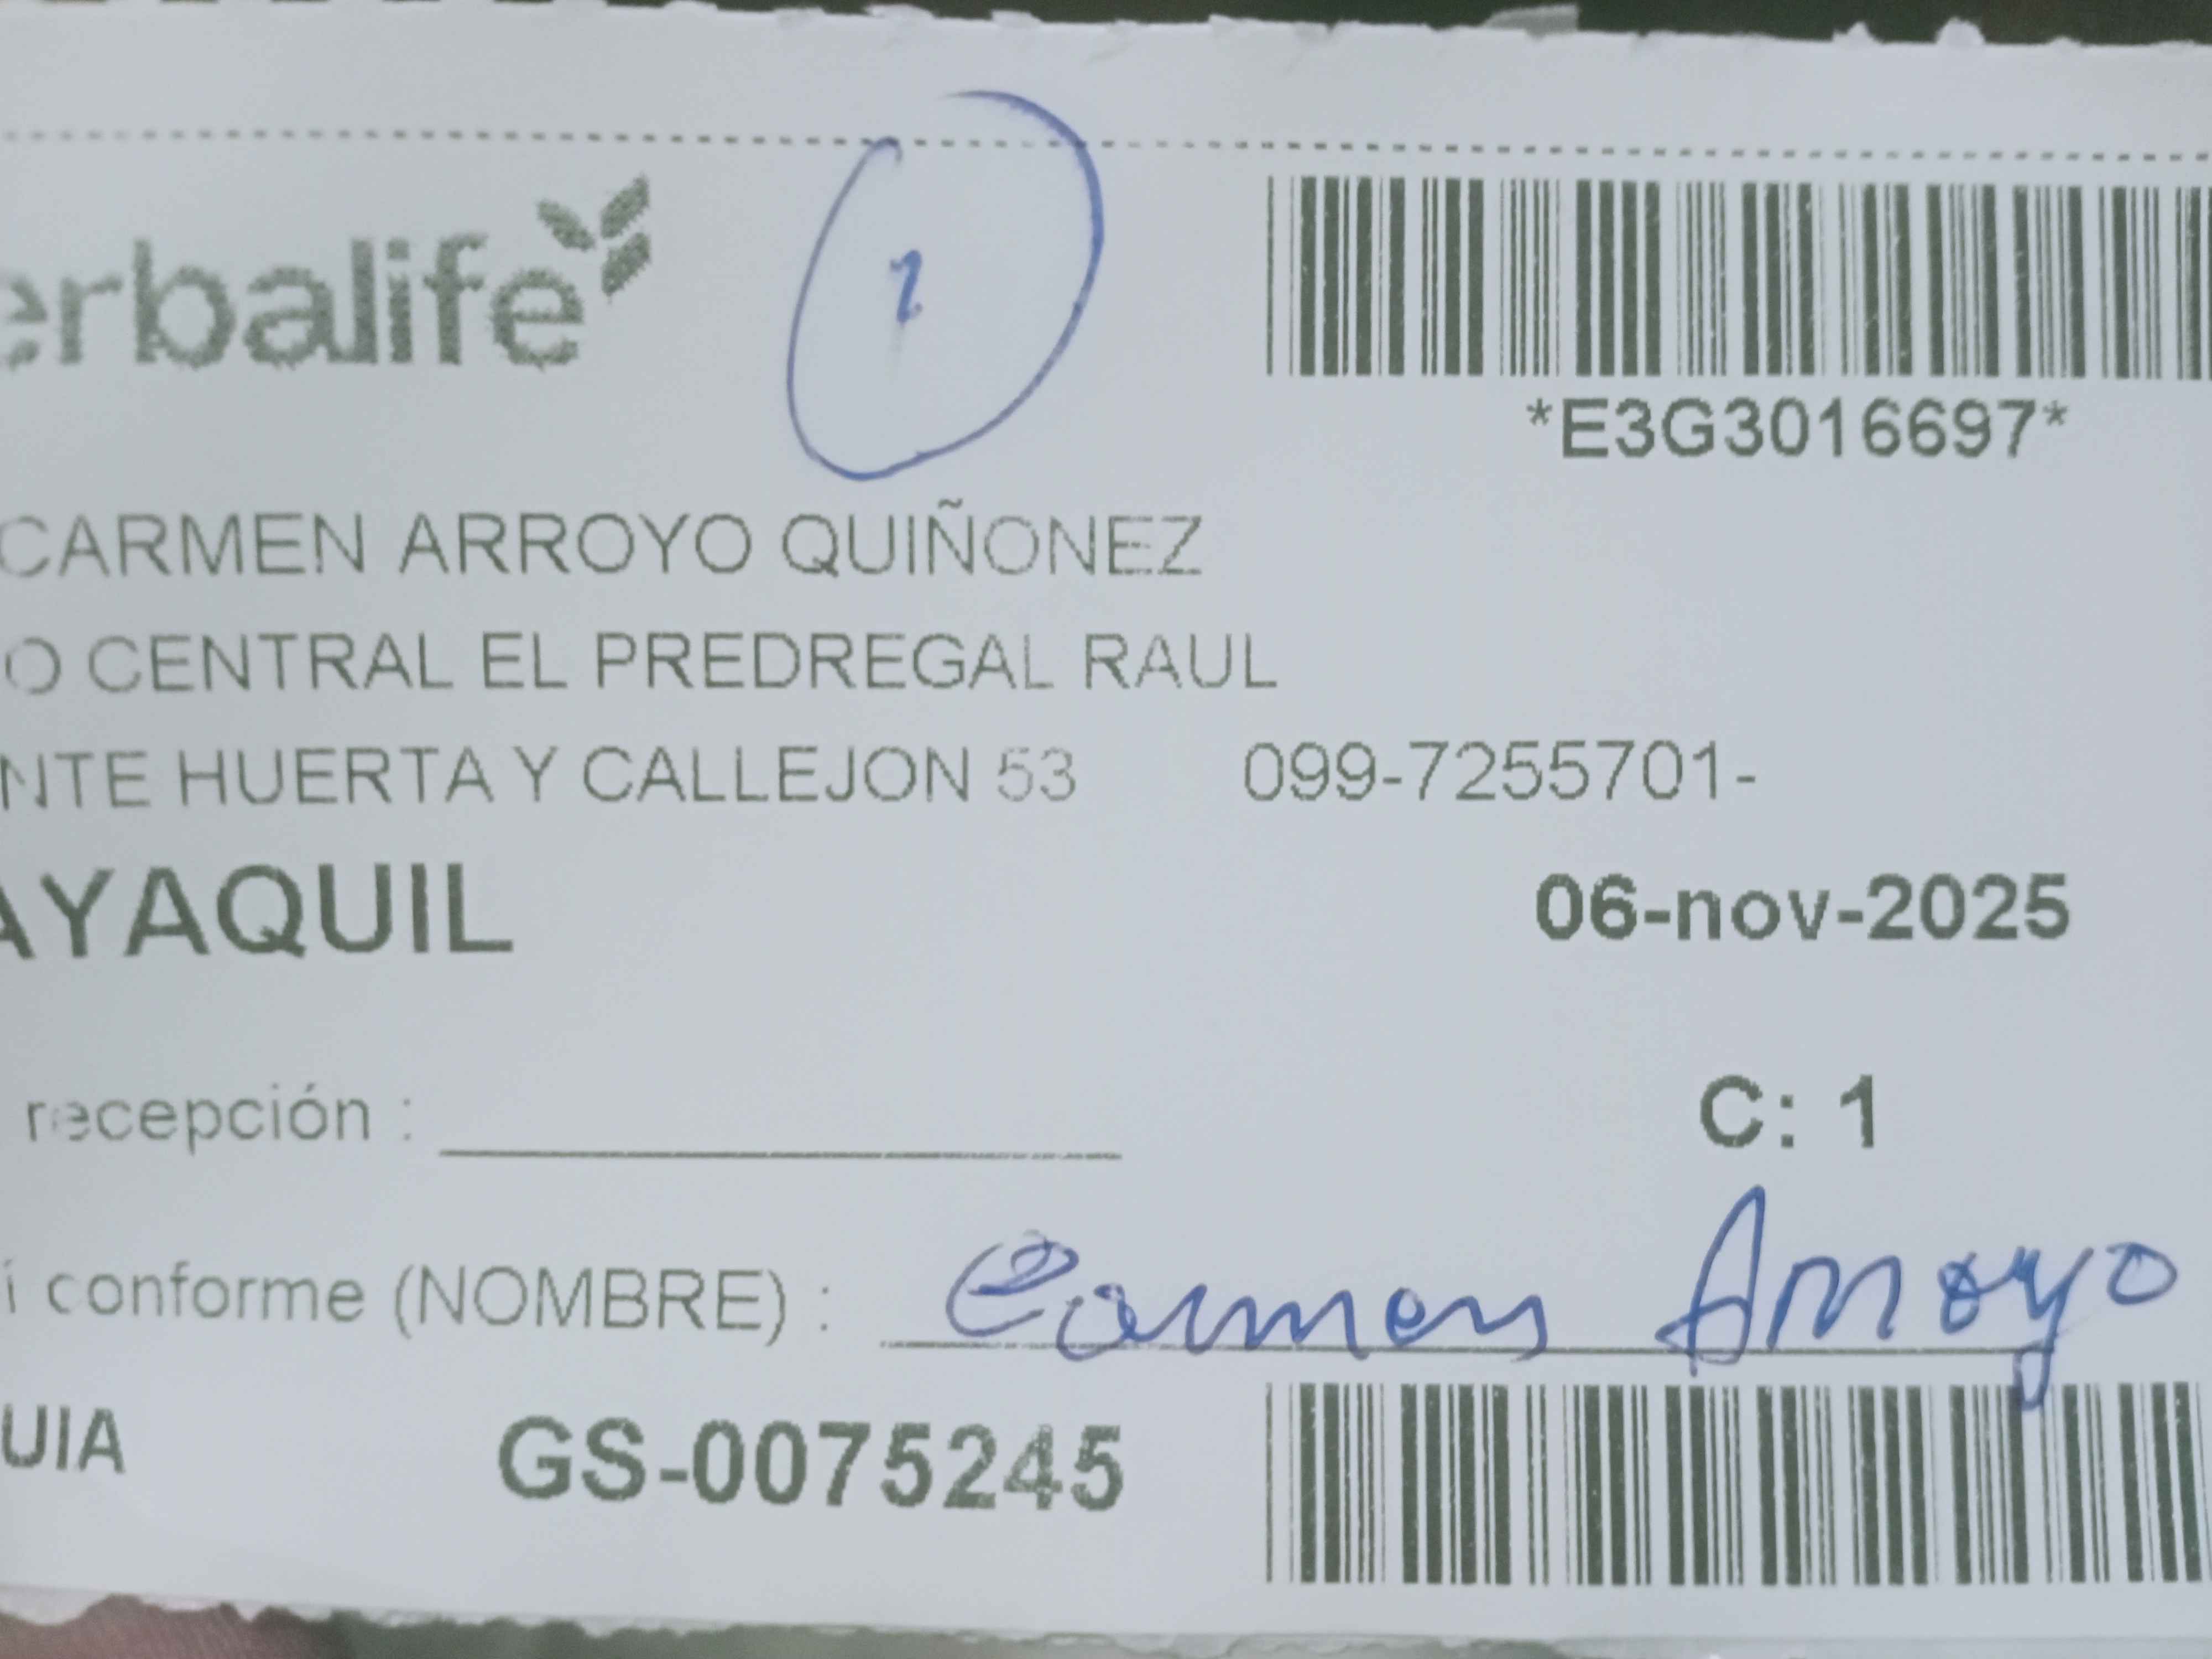 erbalife 1
*E3G3016697*
CARMEN ARROYO QUIÑONEZ
O CENTRAL EL PREDREGAL RAUL
NTE HUERTA Y CALLEJON 53 099-7255701-
AYAQUIL 06-nov-2025
recepción : C: 1
í conforme (NOMBRE) : Carmen Arroyo
UIA GS-0075245